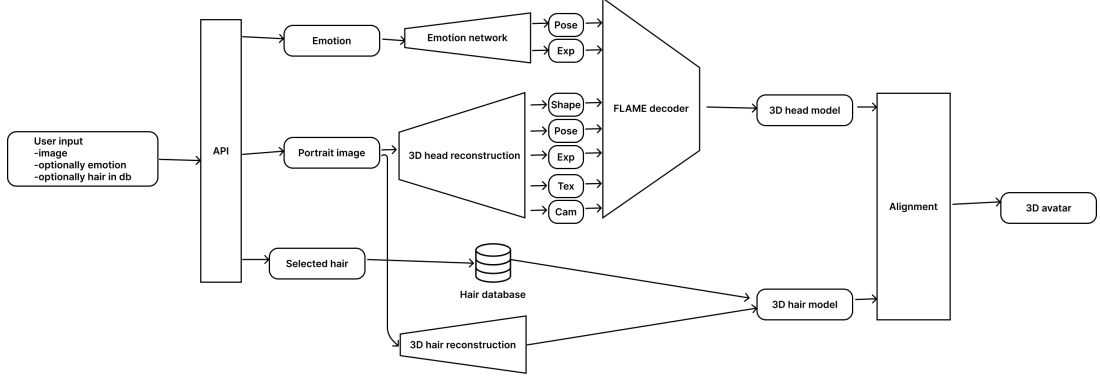 User input
-image
-optionally emotion
-optionally hair in db
API
Emotion
Emotion network
Pose
Exp
Portrait image
3D head reconstruction
Shape
Pose
Exp
Tex
Cam
FLAME decoder
3D head model
Selected hair
Hair database
3D hair reconstruction
3D hair model
Alignment
3D avatar